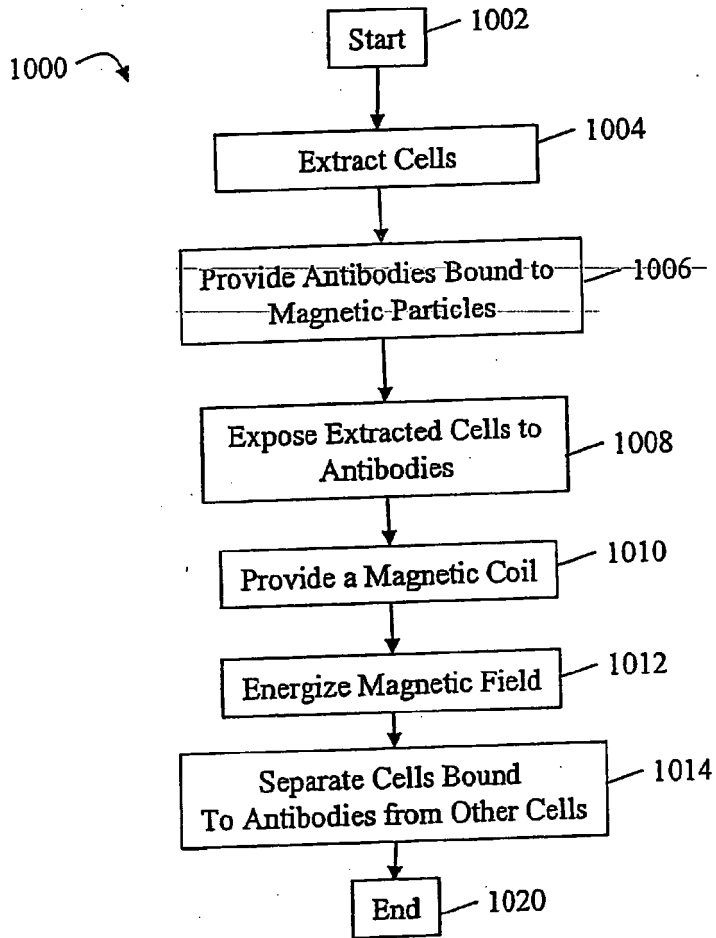 Start
1002
1000
1004
Extract Cells
Provide Antibodies Bound to
Magnetic Particles
1006
Expose Extracted Cells to
Antibodies
1008
Provide a Magnetic Coil
1010
Energize Magnetic Field
1012
Separate Cells Bound
To Antibodies from Other Cells
1014
End
1020